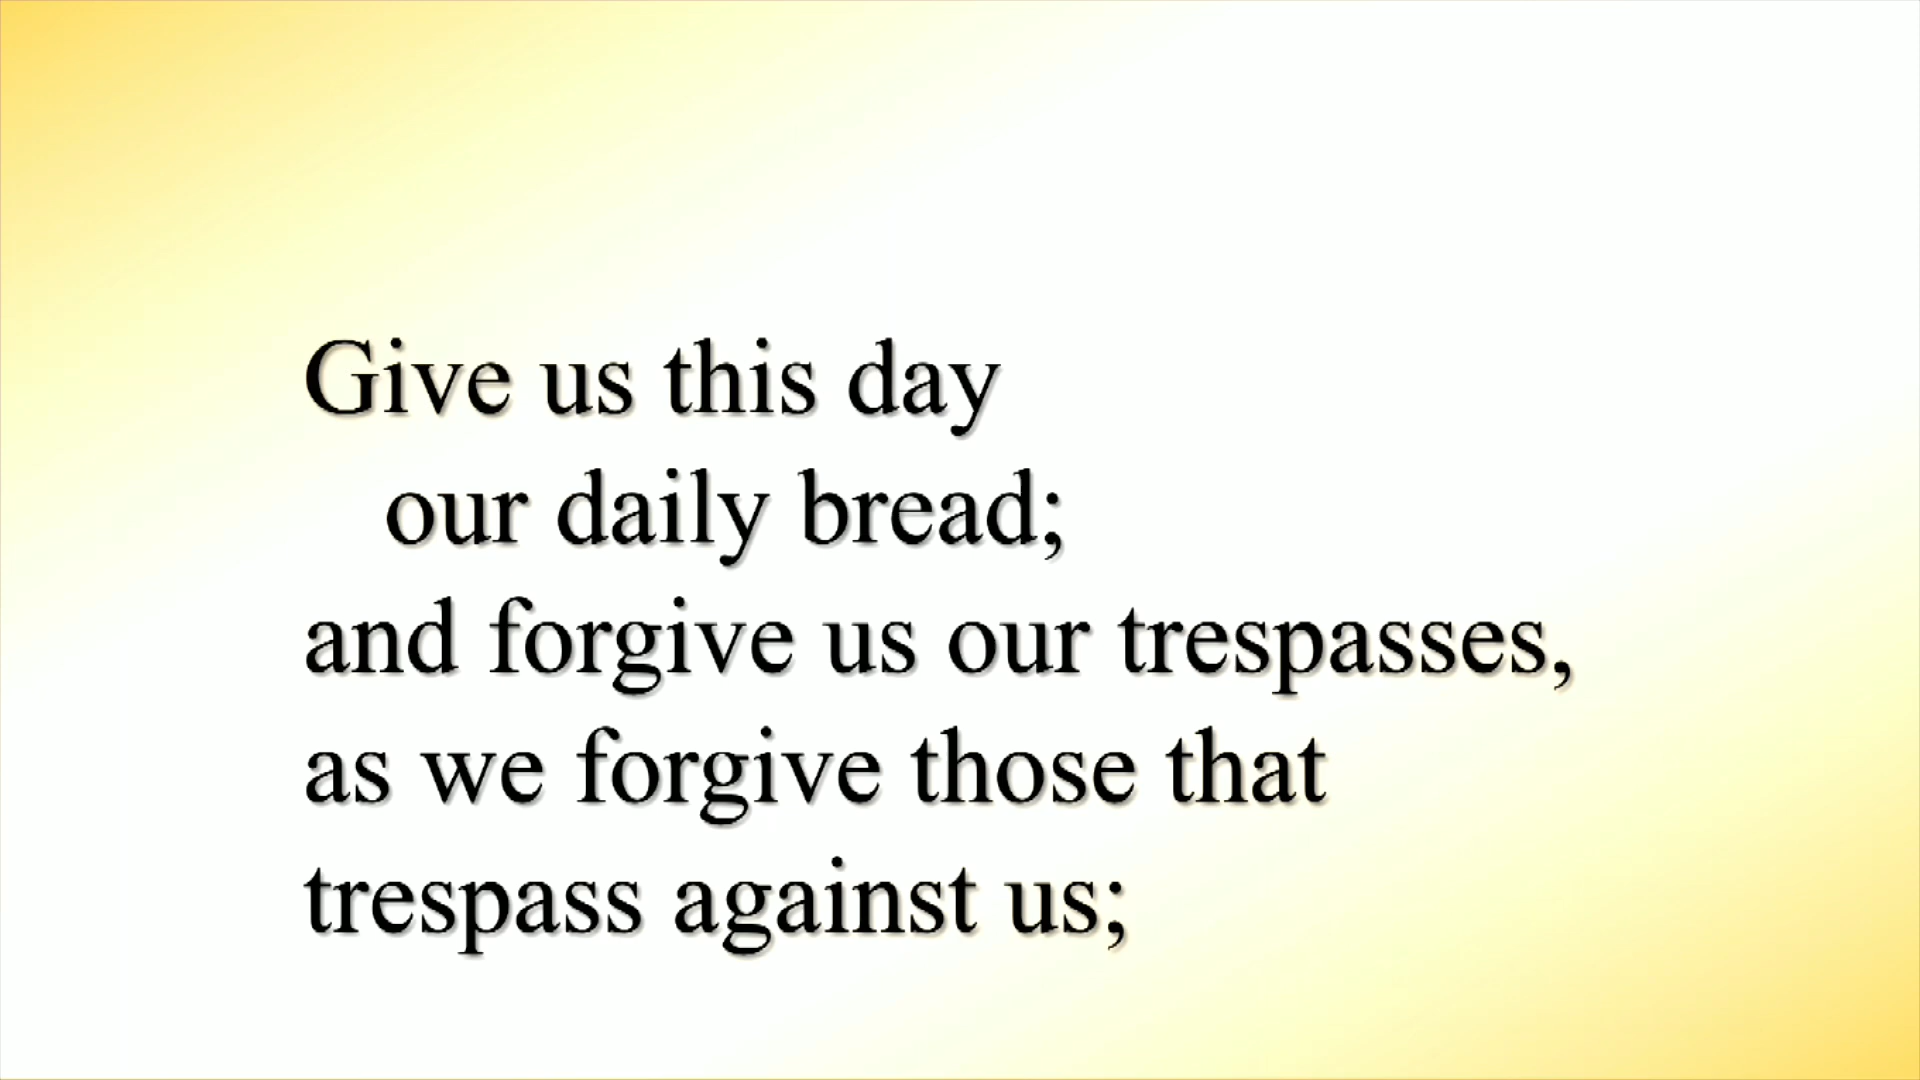 Give us this day
our daily bread;
and forgive us our trespasses,
as we forgive those that
trespass against us;